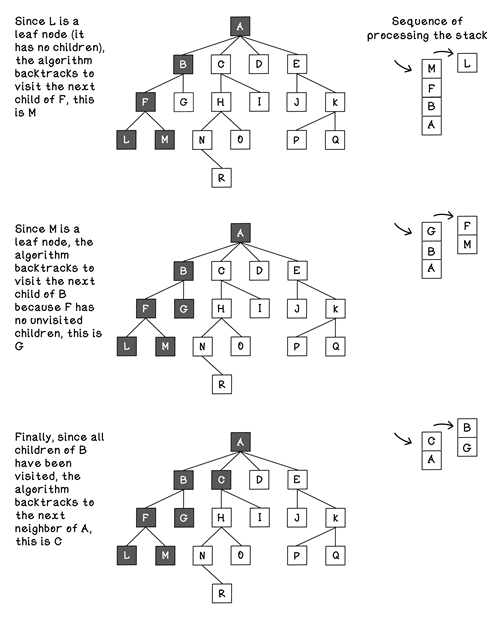 Since L is a
leaf node (it
has no children),
the algorithm
backtracks to
visit the next
child of F, this
is M
Sequence of
processing the stack
A
B C D E
F G H I J K
L M N O P Q
R
M
F
B
A
L
Since M is a
leaf node, the
algorithm
backtracks to
visit the next
child of B
because F has
no unvisited
children, this is
G
A
B C D E
F G H I J K
L M N O P Q
R
G
B
A
F
M
Finally, since all
children of B
have been
visited, the
algorithm
backtracks to
the next
neighbor of A,
this is C
A
B C D E
F G H I J K
L M N O P Q
R
C
A
B
G